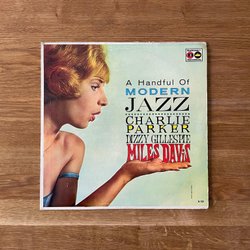 A Handful Of
MODERN
JAZZ
CHARLIE
PARKER
DIZZY GILLESPIE
MILES DAVIS